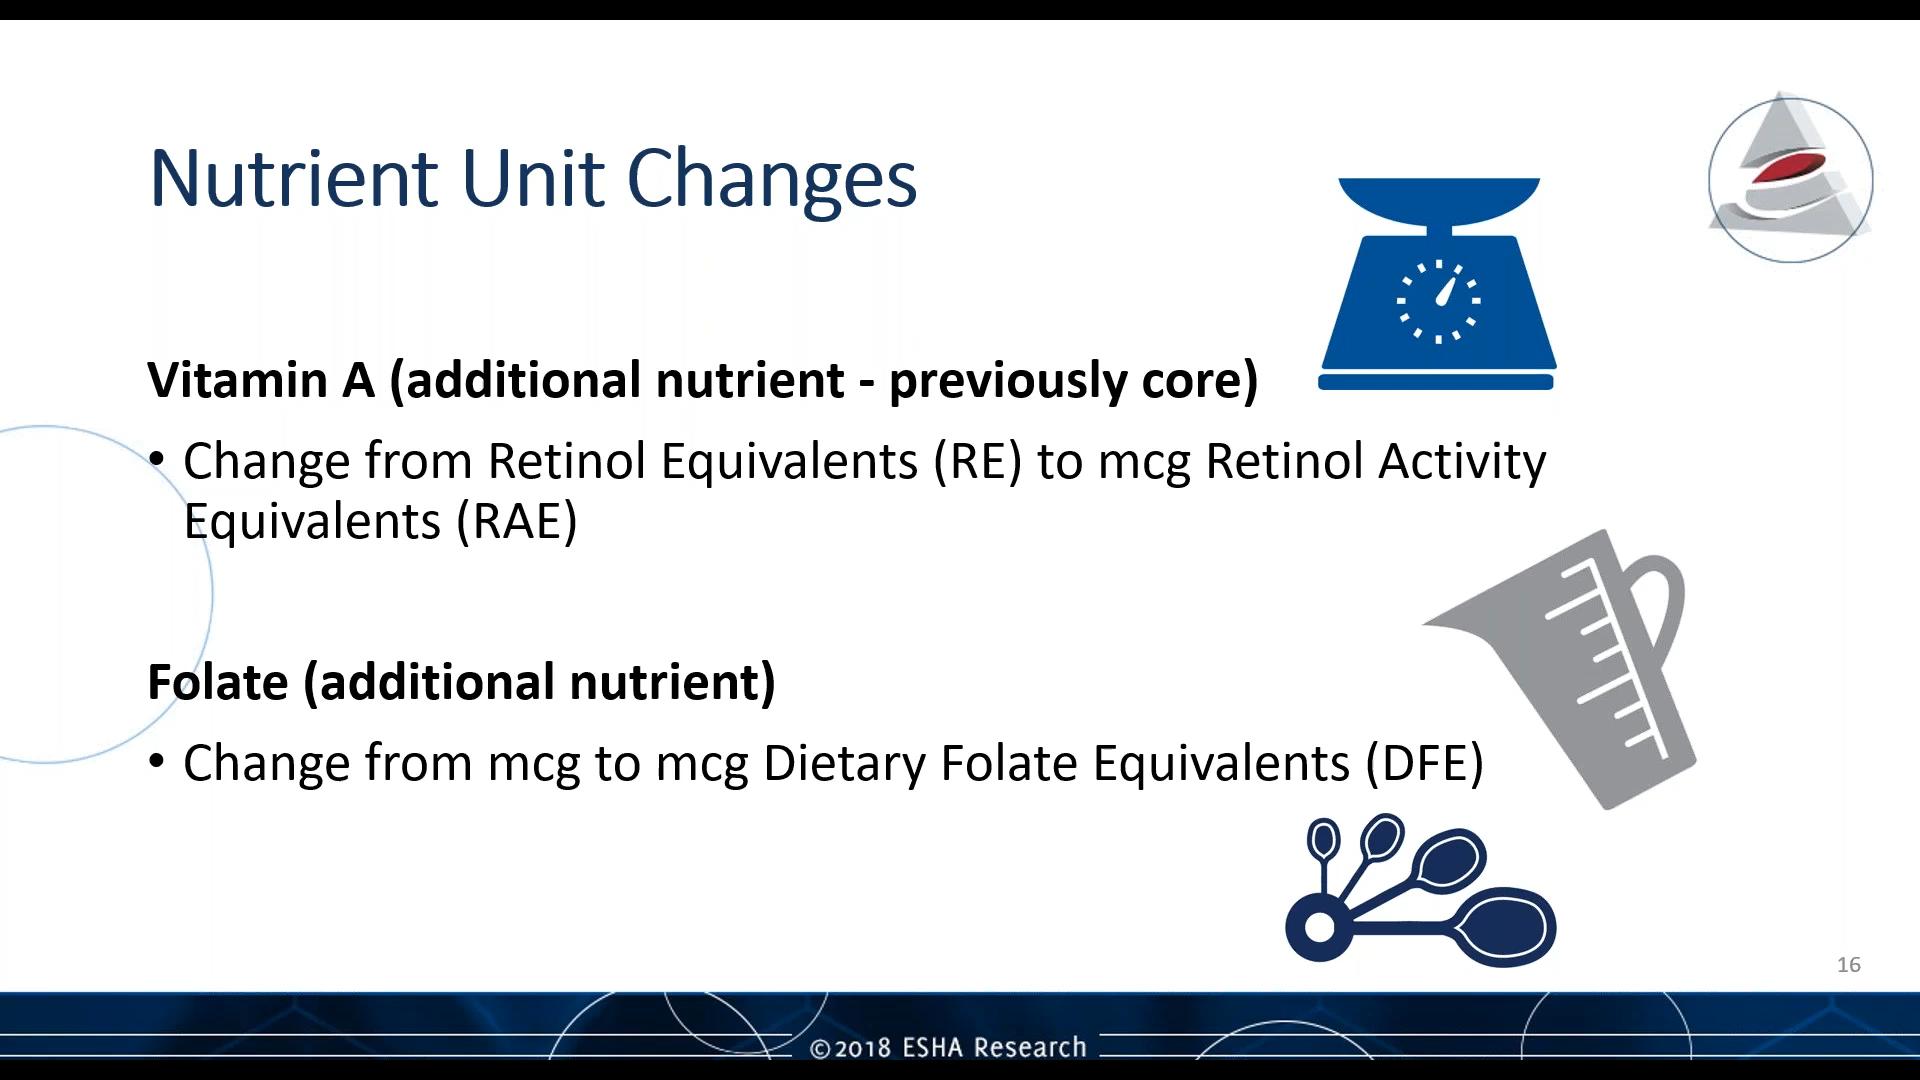 Nutrient Unit Changes
Vitamin A (additional nutrient - previously core)
• Change from Retinol Equivalents (RE) to mcg Retinol Activity
Equivalents (RAE)
Folate (additional nutrient)
• Change from mcg to mcg Dietary Folate Equivalents (DFE)
16
©2018 ESHA Research